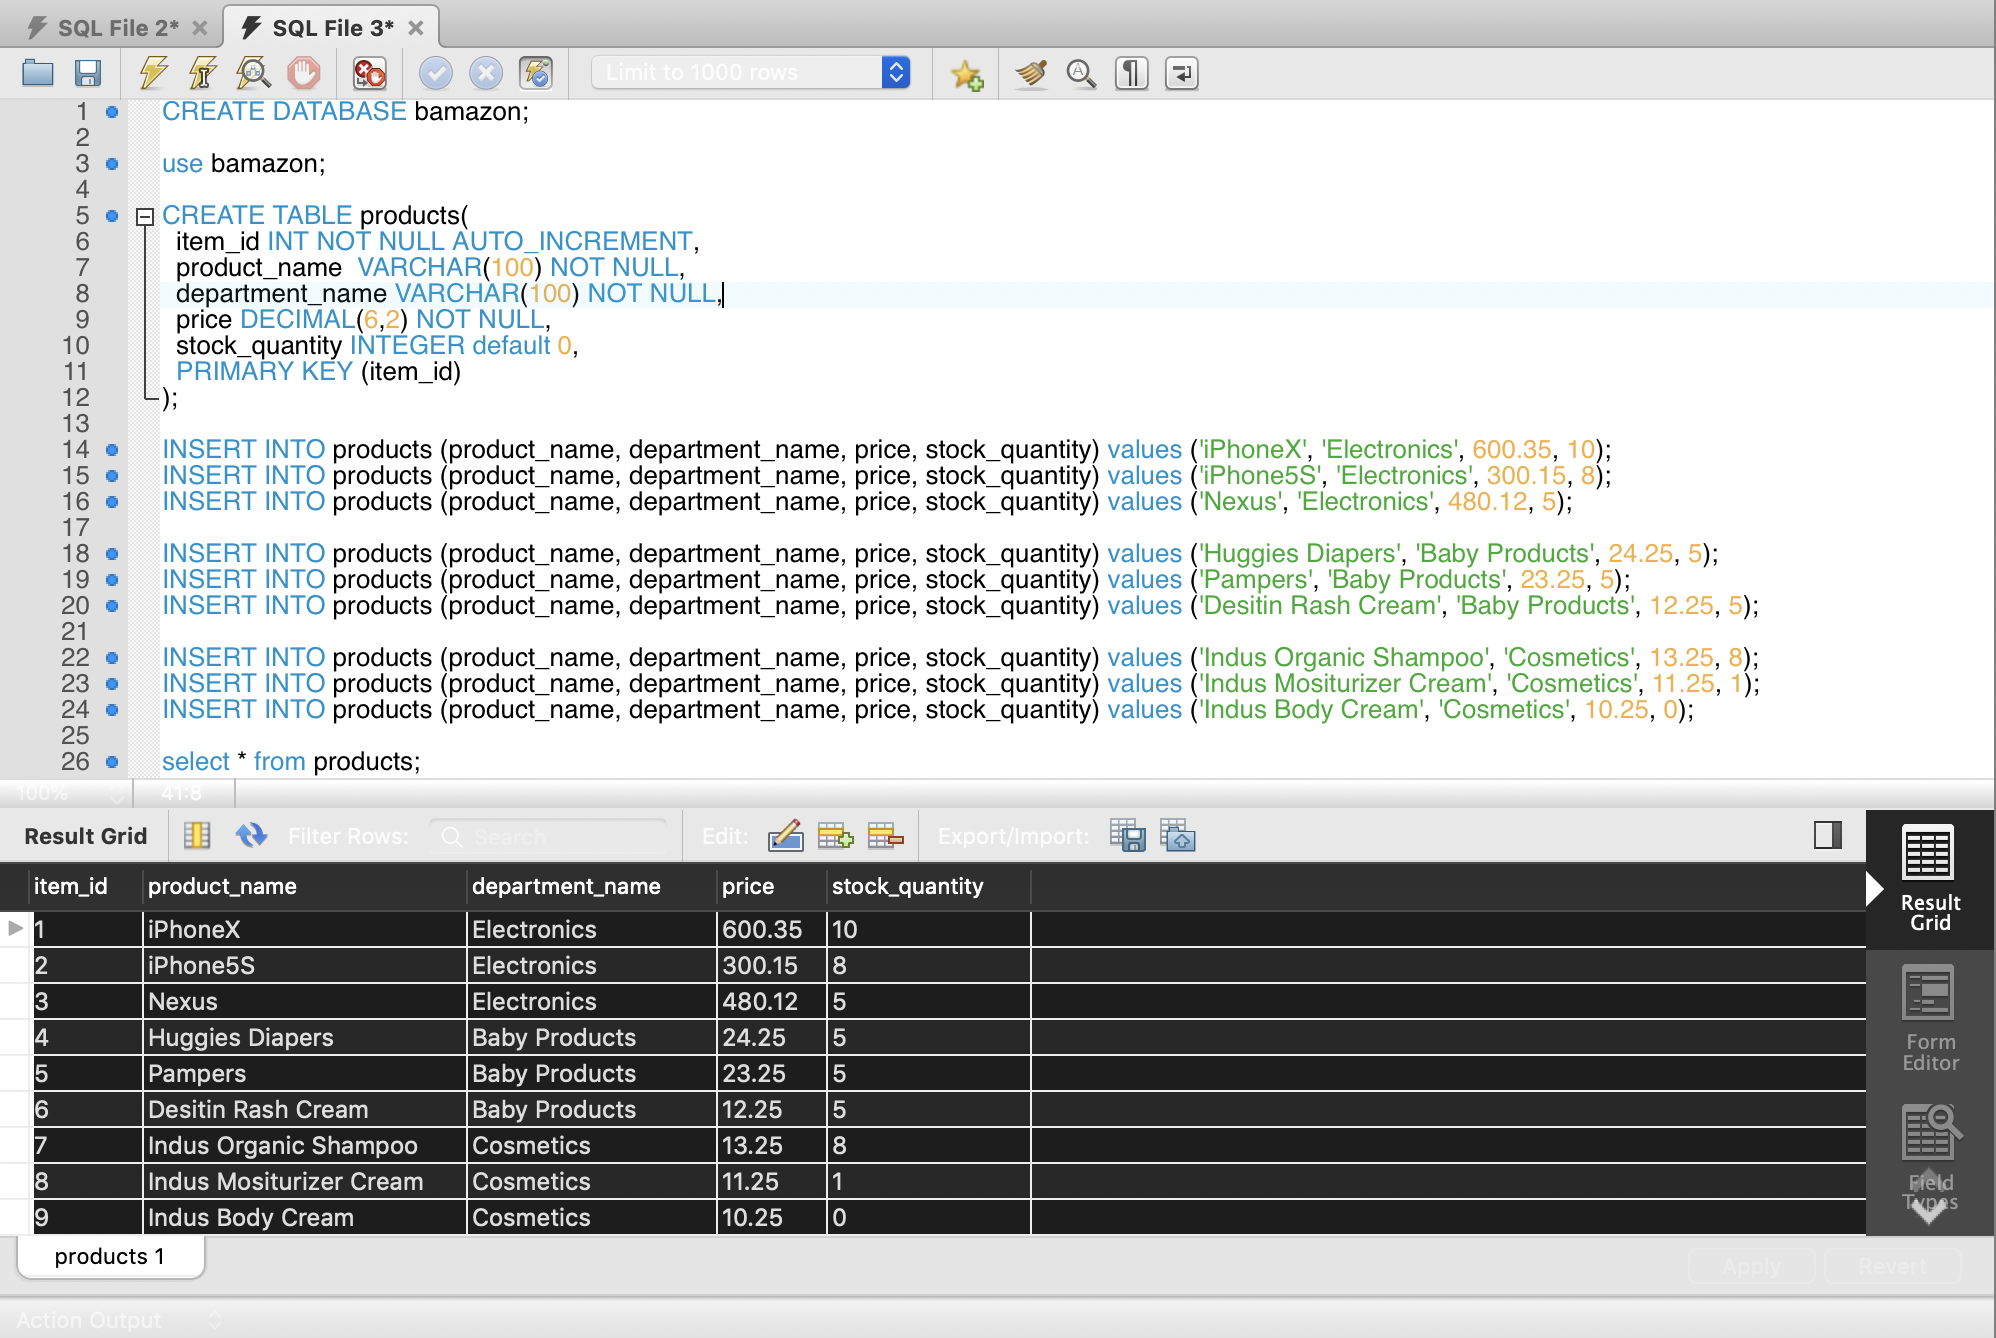 SQL File 2*
SQL File 3*
Limit to 1000 rows
1 CREATE DATABASE bamazon;
2
3 use bamazon;
4
5 CREATE TABLE products(
6 item_id INT NOT NULL AUTO_INCREMENT,
7 product_name  VARCHAR(100) NOT NULL,
8 department_name VARCHAR(100) NOT NULL,
9 price DECIMAL(6,2) NOT NULL,
10 stock_quantity INTEGER default 0,
11 PRIMARY KEY (item_id)
12 );
13
14 INSERT INTO products (product_name, department_name, price, stock_quantity) values ('iPhoneX', 'Electronics', 600.35, 10);
15 INSERT INTO products (product_name, department_name, price, stock_quantity) values ('iPhone5S', 'Electronics', 300.15, 8);
16 INSERT INTO products (product_name, department_name, price, stock_quantity) values ('Nexus', 'Electronics', 480.12, 5);
17
18 INSERT INTO products (product_name, department_name, price, stock_quantity) values ('Huggies Diapers', 'Baby Products', 24.25, 5);
19 INSERT INTO products (product_name, department_name, price, stock_quantity) values ('Pampers', 'Baby Products', 23.25, 5);
20 INSERT INTO products (product_name, department_name, price, stock_quantity) values ('Desitin Rash Cream', 'Baby Products', 12.25, 5);
21
22 INSERT INTO products (product_name, department_name, price, stock_quantity) values ('Indus Organic Shampoo', 'Cosmetics', 13.25, 8);
23 INSERT INTO products (product_name, department_name, price, stock_quantity) values ('Indus Mositurizer Cream', 'Cosmetics', 11.25, 1);
24 INSERT INTO products (product_name, department_name, price, stock_quantity) values ('Indus Body Cream', 'Cosmetics', 10.25, 0);
25
26 select * from products;
100% 41:8
Result Grid Filter Rows: Search Edit: Export/Import:
item_id product_name department_name price stock_quantity
1 iPhoneX Electronics 600.35 10
2 iPhone5S Electronics 300.15 8
3 Nexus Electronics 480.12 5
4 Huggies Diapers Baby Products 24.25 5
5 Pampers Baby Products 23.25 5
6 Desitin Rash Cream Baby Products 12.25 5
7 Indus Organic Shampoo Cosmetics 13.25 8
8 Indus Mositurizer Cream Cosmetics 11.25 1
9 Indus Body Cream Cosmetics 10.25 0
Result
Grid
Form
Editor
Field
Types
products 1
Apply Revert
Action Output